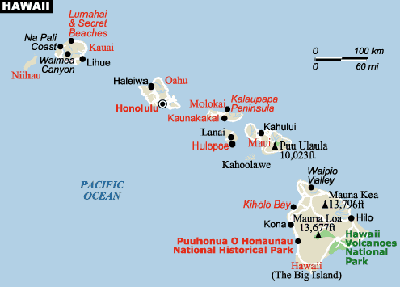 HAWAII
Lumahai
& Secret
Beaches
Na Pali
Coast
Kauai
Waimea
Canyon
Lihue
Niihau
0 100 km
0 60 mi
Haleiwa
Oahu
Honolulu
Molokai
Kalaupapa
Peninsula
Kaunakakai
Lanai
Kahului
Hulopoe
Maui
Puu Ulaula
10,023ft
Kahoolawe
PACIFIC
OCEAN
Waipio
Valley
Mauna Kea
13,796ft
Kiholo Bay
Mauna Loa
13,677ft
Hilo
Kona
Puuhonua O Honaunau
National Historical Park
Hawaii
Volcanoes
National
Park
Hawaii
(The Big Island)